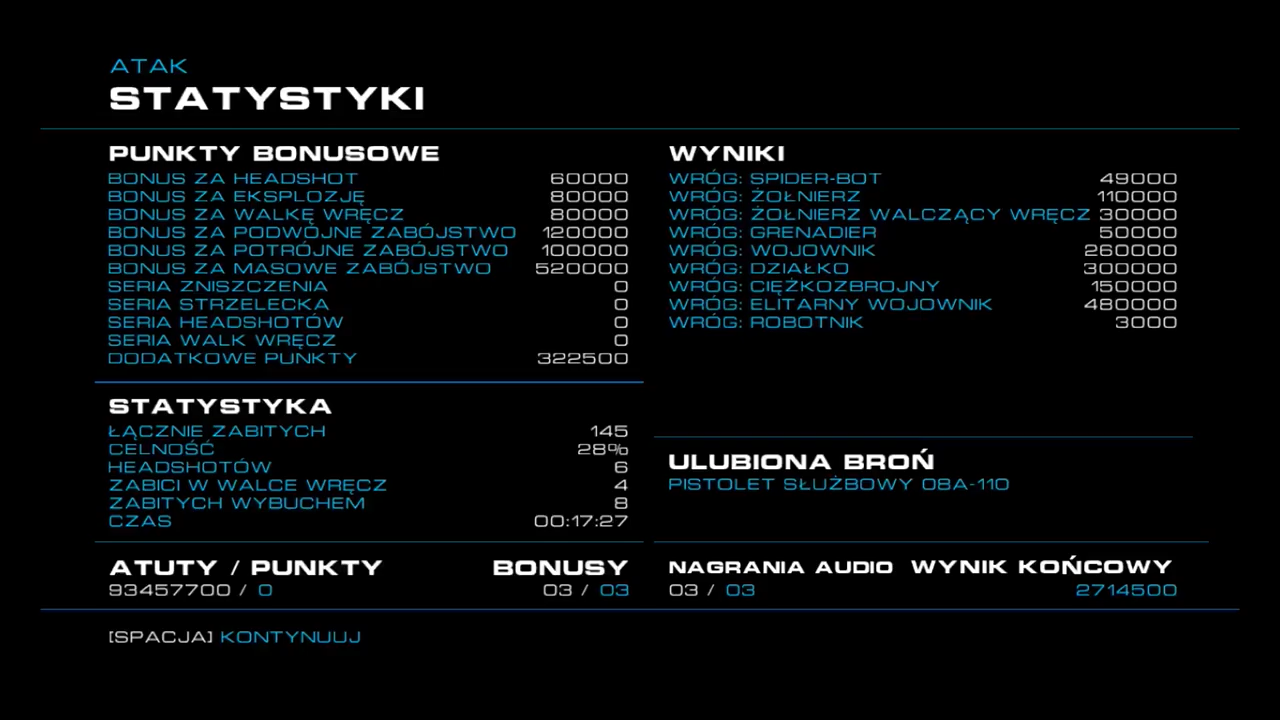 ATAK
STATYSTYKI
PUNKTY BONUSOWE
BONUS ZA HEADSHOT 60000
BONUS ZA EKSPLOZJĘ 80000
BONUS ZA WALKĘ WRĘCZ 80000
BONUS ZA PODWÓJNE ZABÓJSTWO 120000
BONUS ZA POTRÓJNE ZABÓJSTWO 100000
BONUS ZA MASOWE ZABÓJSTWO 520000
SERIA ZNISZCZENIA 0
SERIA STRZELECKA 0
SERIA HEADSHOTÓW 0
SERIA WALK WRĘCZ 0
DODATKOWE PUNKTY 322500
WYNIKI
WRÓG: SPIDER-BOT 49000
WRÓG: ŻOŁNIERZ 110000
WRÓG: ŻOŁNIERZ WALCZĄCY WRĘCZ 30000
WRÓG: GRENADIER 50000
WRÓG: WOJOWNIK 260000
WRÓG: DZIAŁKO 300000
WRÓG: CIĘŻKOZBROJNY 150000
WRÓG: ELITARNY WOJOWNIK 480000
WRÓG: ROBOTNIK 3000
STATYSTYKA
ŁĄCZNIE ZABITYCH 145
CELNOŚĆ 28%
HEADSHOTÓW 6
ZABICI W WALCE WRĘCZ 4
ZABITYCH WYBUCHEM 8
CZAS 00:17:27
ULUBIONA BROŃ
PISTOLET SŁUŻBOWY 08A-110
ATUTY / PUNKTY BONUSY
93457700 / 0 03 / 03
NAGRANIA AUDIO WYNIK KOŃCOWY
03 / 03 2714500
[SPACJA] KONTYNUUJ